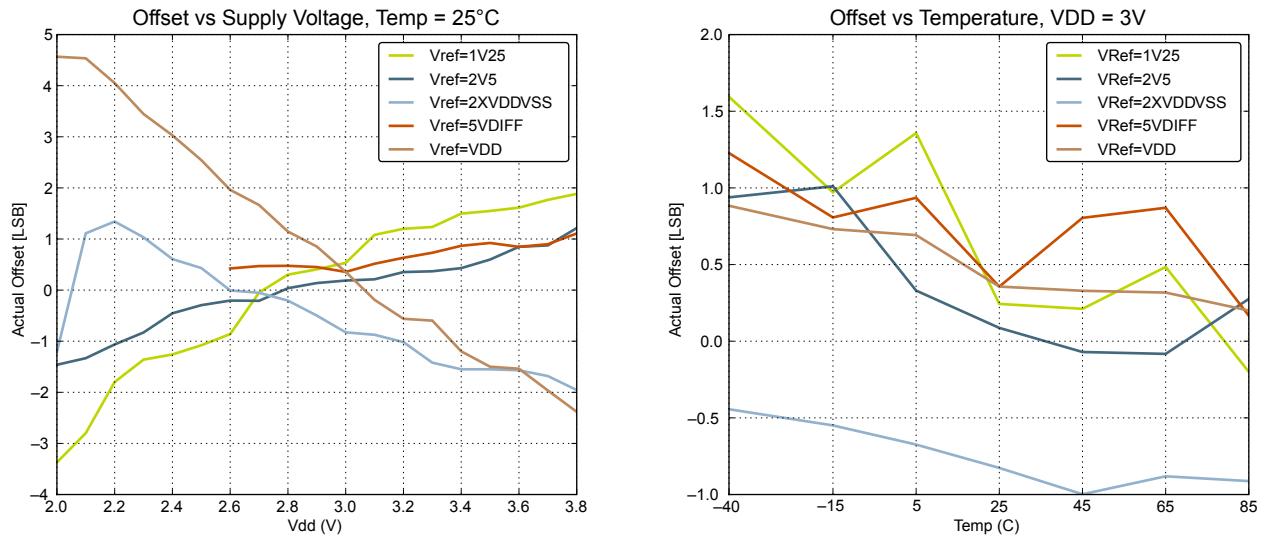 Offset vs Supply Voltage, Temp = 25°C
5
4
3
2
1
0
–1
–2
–3
–4
Actual Offset [LSB]
Vref=1V25
Vref=2V5
Vref=2XVDDVSS
Vref=5VDIFF
Vref=VDD
2.0 2.2 2.4 2.6 2.8 3.0 3.2 3.4 3.6 3.8
Vdd (V)
Offset vs Temperature, VDD = 3V
2.0
1.5
1.0
0.5
0.0
–0.5
–1.0
Actual Offset [LSB]
VRef=1V25
VRef=2V5
VRef=2XVDDVSS
VRef=5VDIFF
VRef=VDD
–40 –15 5 25 45 65 85
Temp (C)